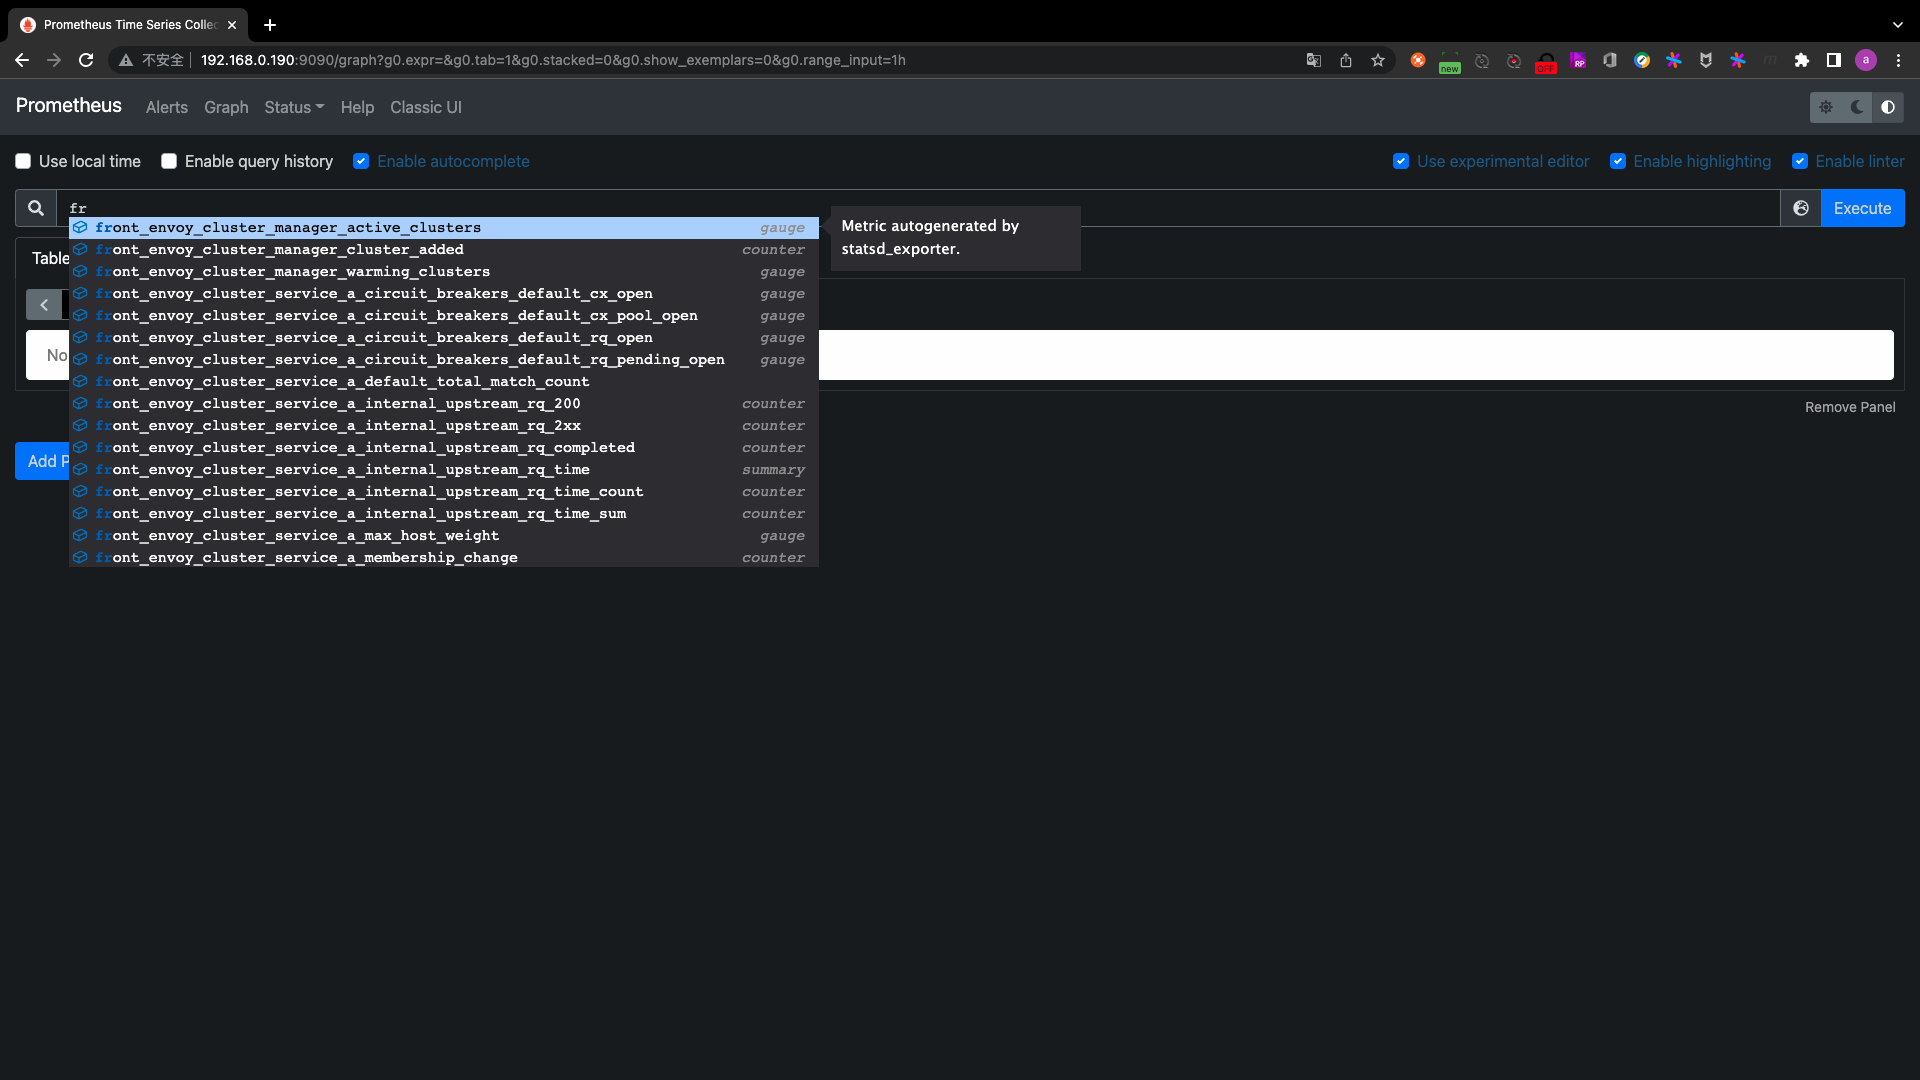 Prometheus Time Series Collec
不安全 192.168.0.190:9090/graph?g0.expr=&g0.tab=1&g0.stacked=0&g0.show_exemplars=0&g0.range_input=1h
new
OFF
RP
a
Prometheus Alerts Graph Status Help Classic UI
Use local time Enable query history Enable autocomplete Use experimental editor Enable highlighting Enable linter
fr Execute
front_envoy_cluster_manager_active_clusters gauge
Metric autogenerated by
statsd_exporter.
front_envoy_cluster_manager_cluster_added counter
Table
front_envoy_cluster_manager_warming_clusters gauge
front_envoy_cluster_service_a_circuit_breakers_default_cx_open gauge
front_envoy_cluster_service_a_circuit_breakers_default_cx_pool_open gauge
front_envoy_cluster_service_a_circuit_breakers_default_rq_open gauge
No
front_envoy_cluster_service_a_circuit_breakers_default_rq_pending_open gauge
front_envoy_cluster_service_a_default_total_match_count
front_envoy_cluster_service_a_internal_upstream_rq_200 counter
Remove Panel
front_envoy_cluster_service_a_internal_upstream_rq_2xx counter
front_envoy_cluster_service_a_internal_upstream_rq_completed counter
Add P
front_envoy_cluster_service_a_internal_upstream_rq_time summary
front_envoy_cluster_service_a_internal_upstream_rq_time_count counter
front_envoy_cluster_service_a_internal_upstream_rq_time_sum counter
front_envoy_cluster_service_a_max_host_weight gauge
front_envoy_cluster_service_a_membership_change counter